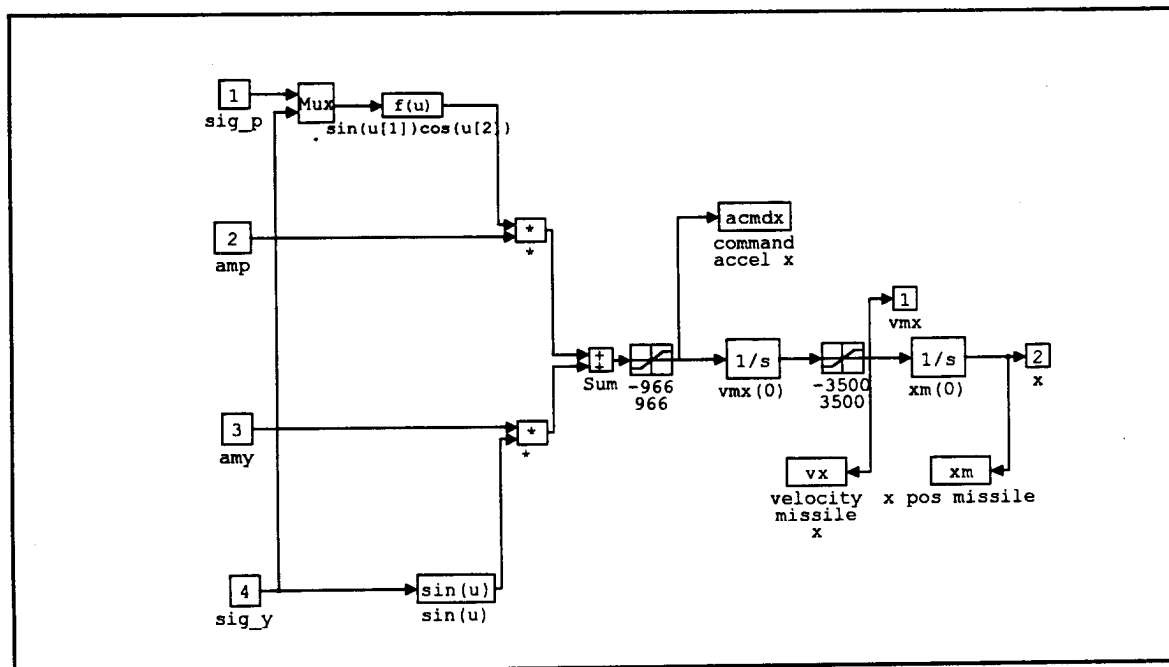 1
sig_p
Mux
f(u)
sin(u[1])cos(u[2])
2
amp
*
*
acmdx
command
accel x
1
vmx
+
+
Sum
-966
966
1/s
vmx(0)
-3500
3500
1/s
xm(0)
2
x
3
amy
*
*
vx
velocity
missile
x
xm
x pos missile
4
sig_y
sin(u)
sin(u)